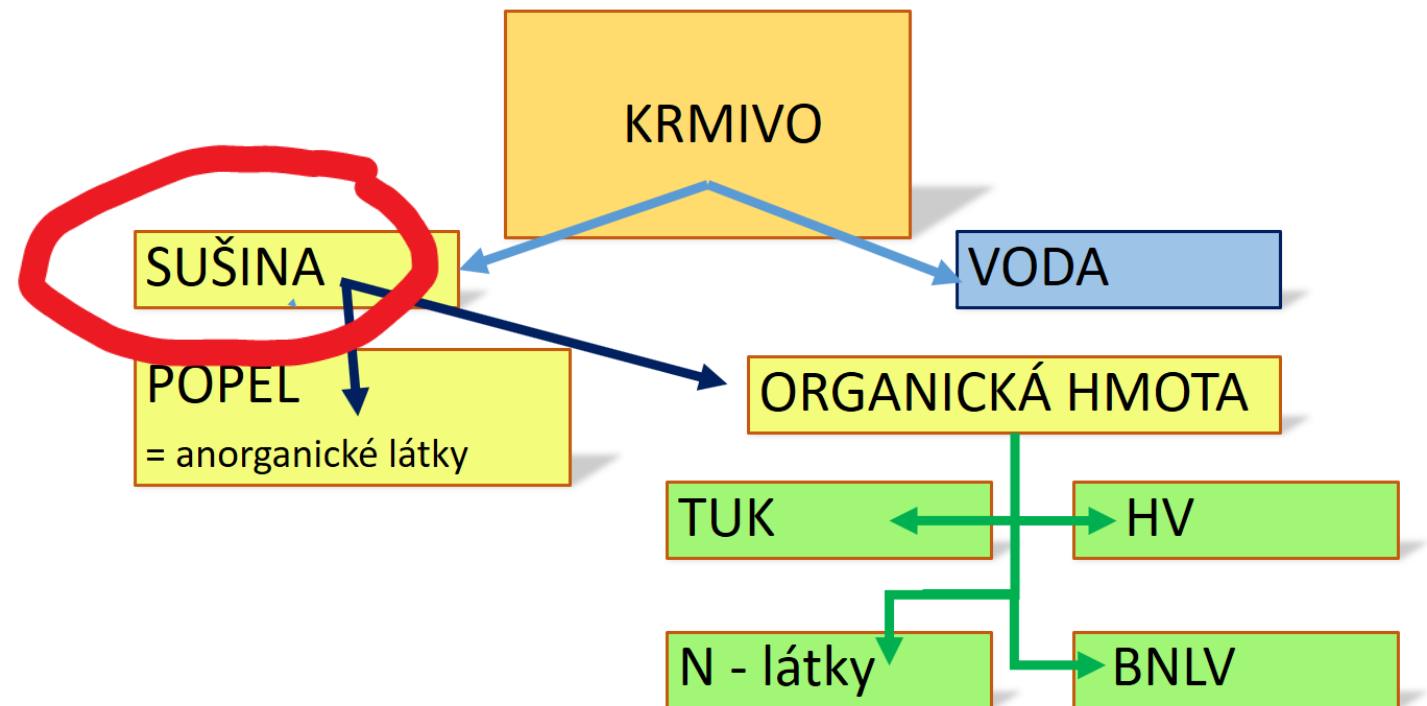 KRMIVO
SUŠINA
VODA
POPEL
= anorganické látky
ORGANICKÁ HMOTA
TUK
HV
N - látky
BNLV